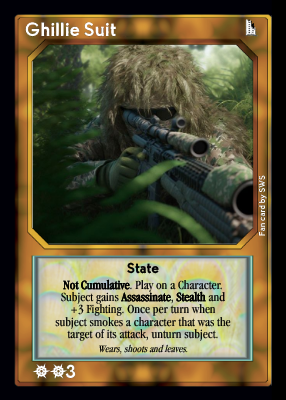 Ghillie Suit
Fan card by SWS
State
Not Cumulative. Play on a Character.
Subject gains Assassinate, Stealth and
+3 Fighting. Once per turn when
subject smokes a character that was the
target of its attack, unturn subject.
Wears, shoots and leaves.
3